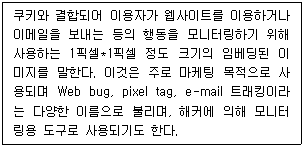 쿠키와 결합되어 이용자가 웹사이트를 이용하거나
이메일을 보내는 등의 행동을 모니터링하기 위해
사용하는 1픽셀*1픽셀 정도 크기의 임베딩된 이
미지를 말한다. 이것은 주로 마케팅 목적으로 사
용되며 Web bug, pixel tag, e-mail 트래킹이라
는 다양한 이름으로 불리며, 해커에 의해 모니터
링용 도구로 사용되기도 한다.